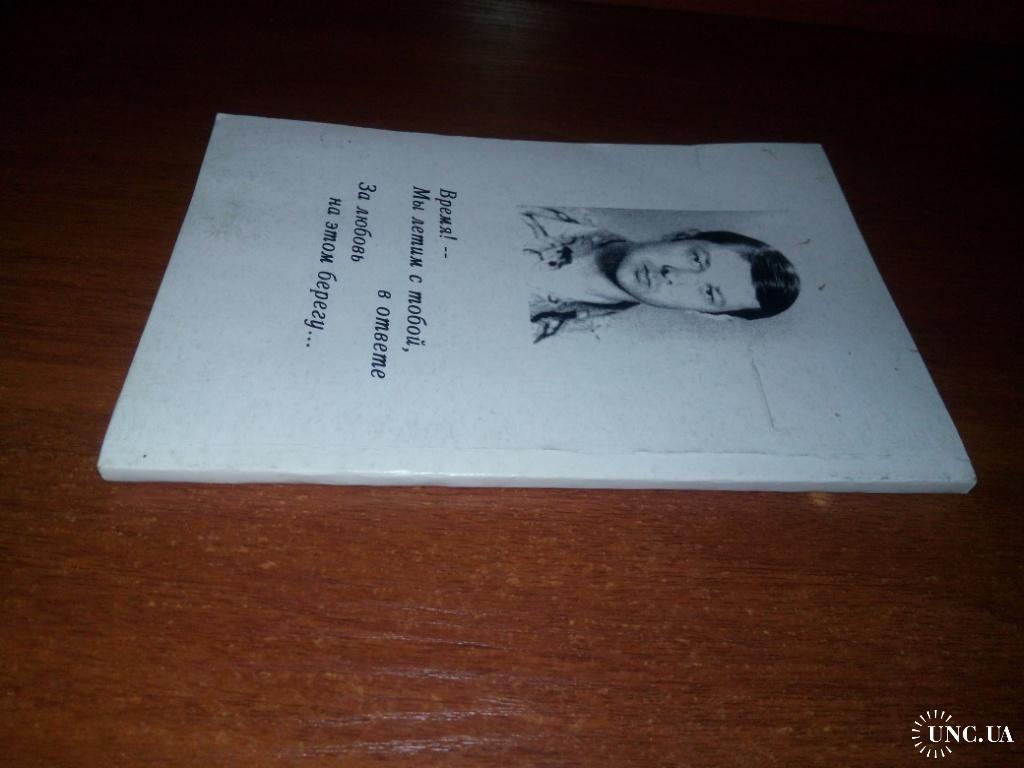 Время! --
Мы летим с тобой,
в ответе
За любовь
на этом берегу...
UNC.UA